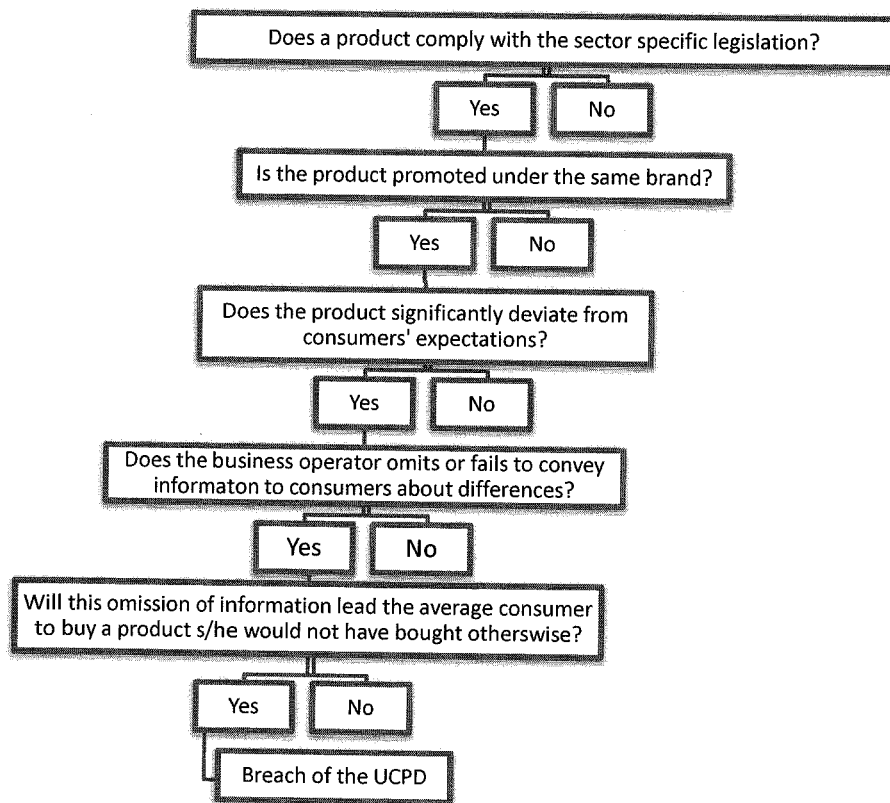 Does a product comply with the sector specific legislation?
Yes
No
Is the product promoted under the same brand?
Yes
No
Does the product significantly deviate from
consumers' expectations?
Yes
No
Does the business operator omits or fails to convey
informaton to consumers about differences?
Yes
No
Will this omission of information lead the average consumer
to buy a product s/he would not have bought otherswise?
Yes
No
Breach of the UCPD